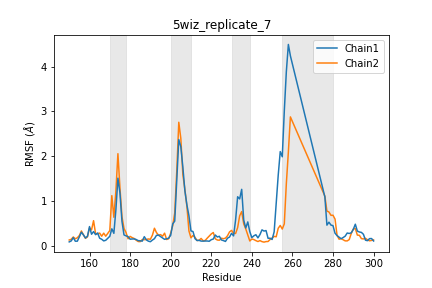 5wiz_replicate_7
Chain1
Chain2
RMSF (Å)
4
3
2
1
0
160 180 200 220 240 260 280 300
Residue